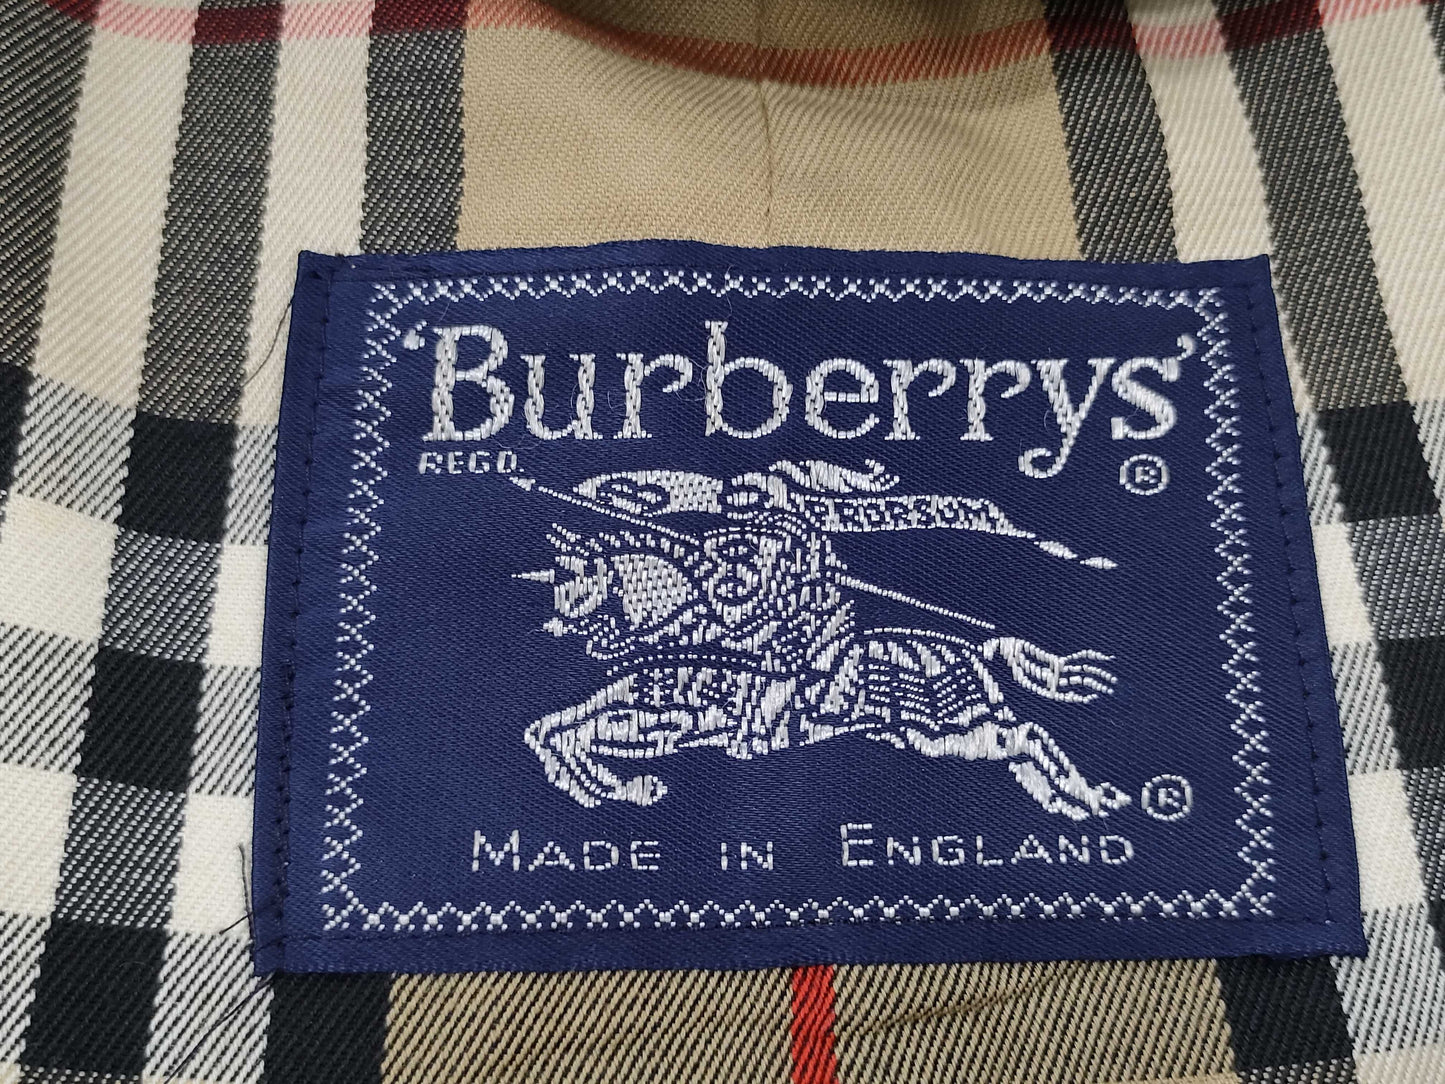 'Burberrys'
REGD.
®
PRORSUM
®
MADE IN ENGLAND